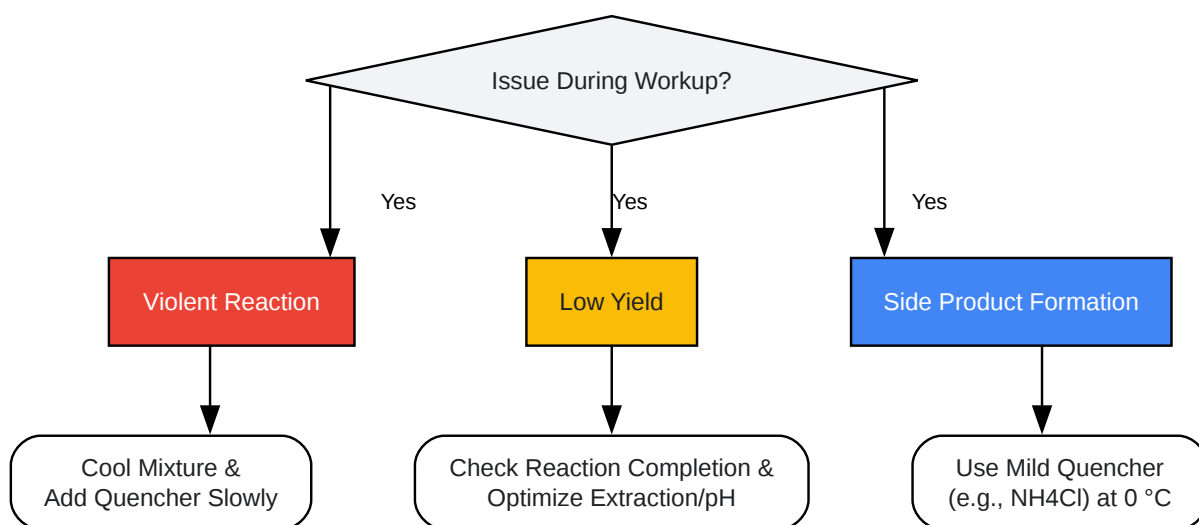 Issue During Workup?
Yes
Yes
Yes
Violent Reaction
Low Yield
Side Product Formation
Cool Mixture &
Add Quencher Slowly
Check Reaction Completion &
Optimize Extraction/pH
Use Mild Quencher
(e.g., NH4Cl) at 0 °C